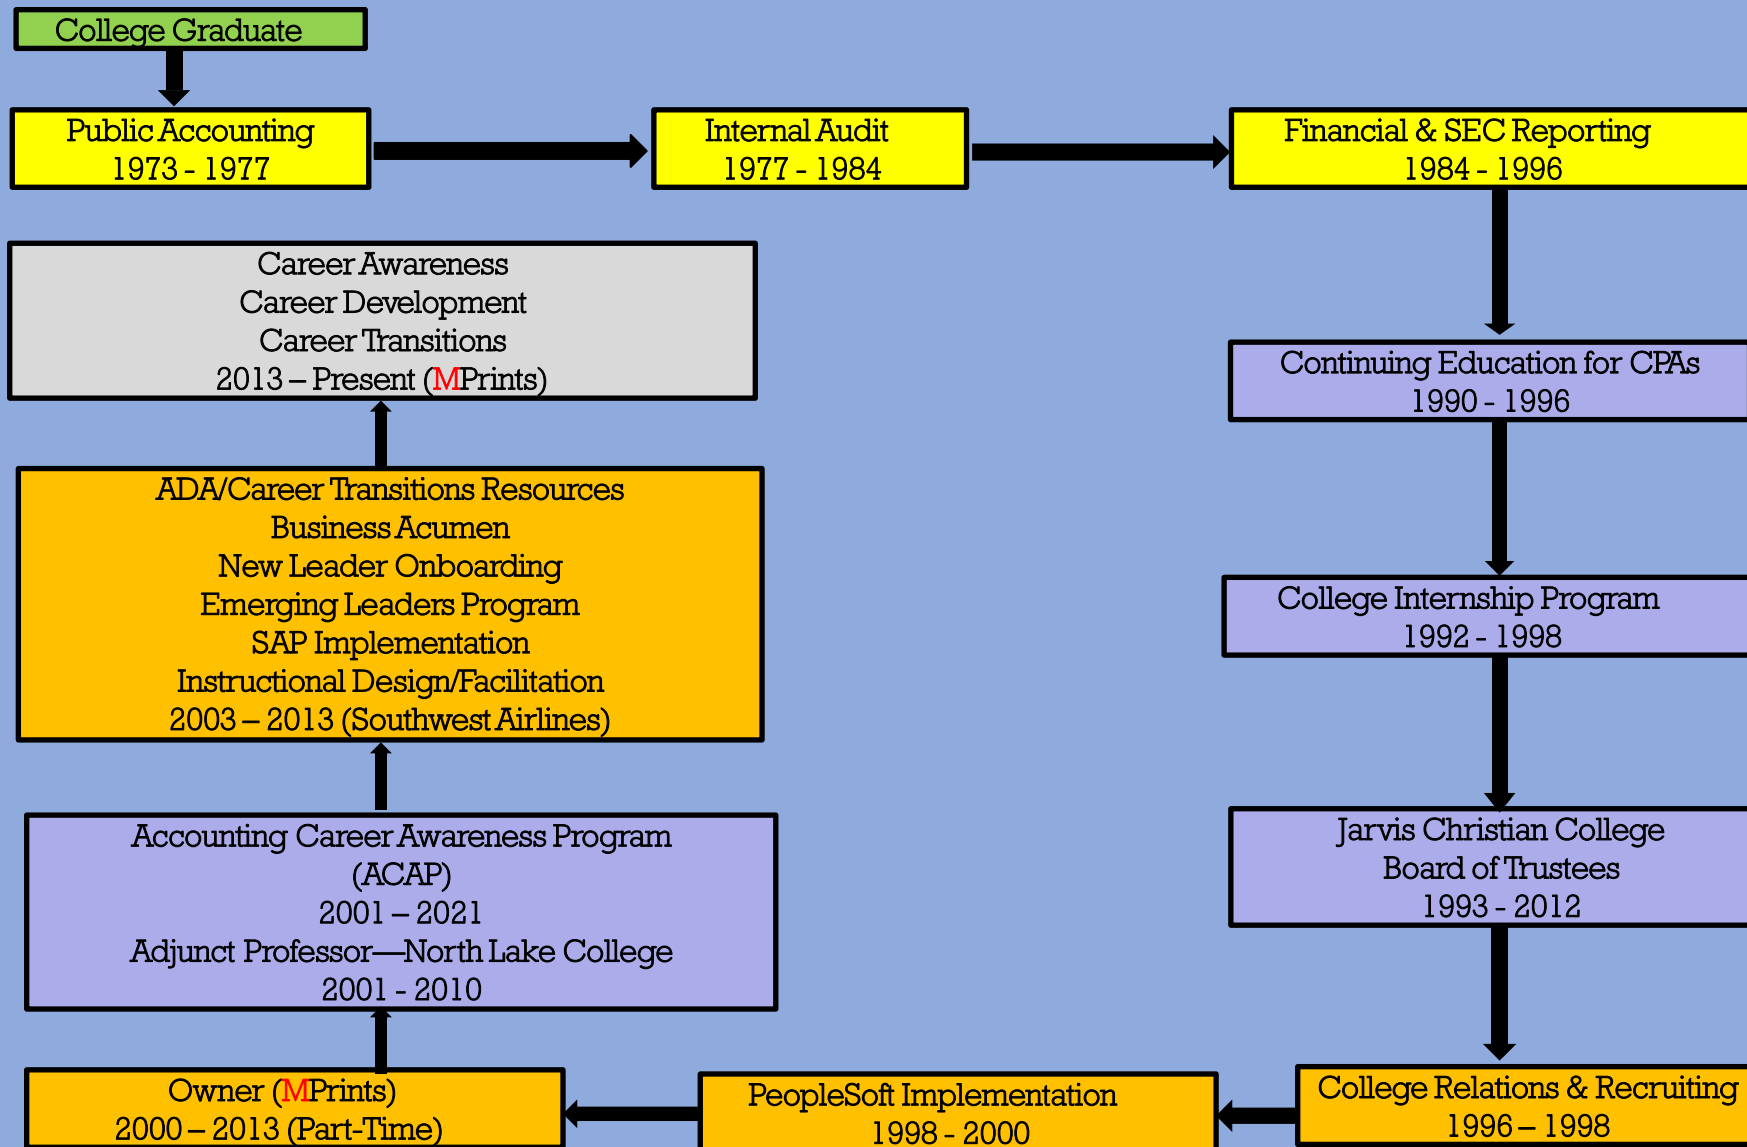 College Graduate
Public Accounting
1973 - 1977
Internal Audit
1977 - 1984
Financial & SEC Reporting
1984 - 1996
Continuing Education for CPAs
1990 - 1996
College Internship Program
1992 - 1998
Jarvis Christian College
Board of Trustees
1993 - 2012
College Relations & Recruiting
1996 – 1998
PeopleSoft Implementation
1998 - 2000
Owner (MPrints)
2000 – 2013 (Part-Time)
Accounting Career Awareness Program
(ACAP)
2001 – 2021
Adjunct Professor—North Lake College
2001 - 2010
ADA/Career Transitions Resources
Business Acumen
New Leader Onboarding
Emerging Leaders Program
SAP Implementation
Instructional Design/Facilitation
2003 – 2013 (Southwest Airlines)
Career Awareness
Career Development
Career Transitions
2013 – Present (MPrints)